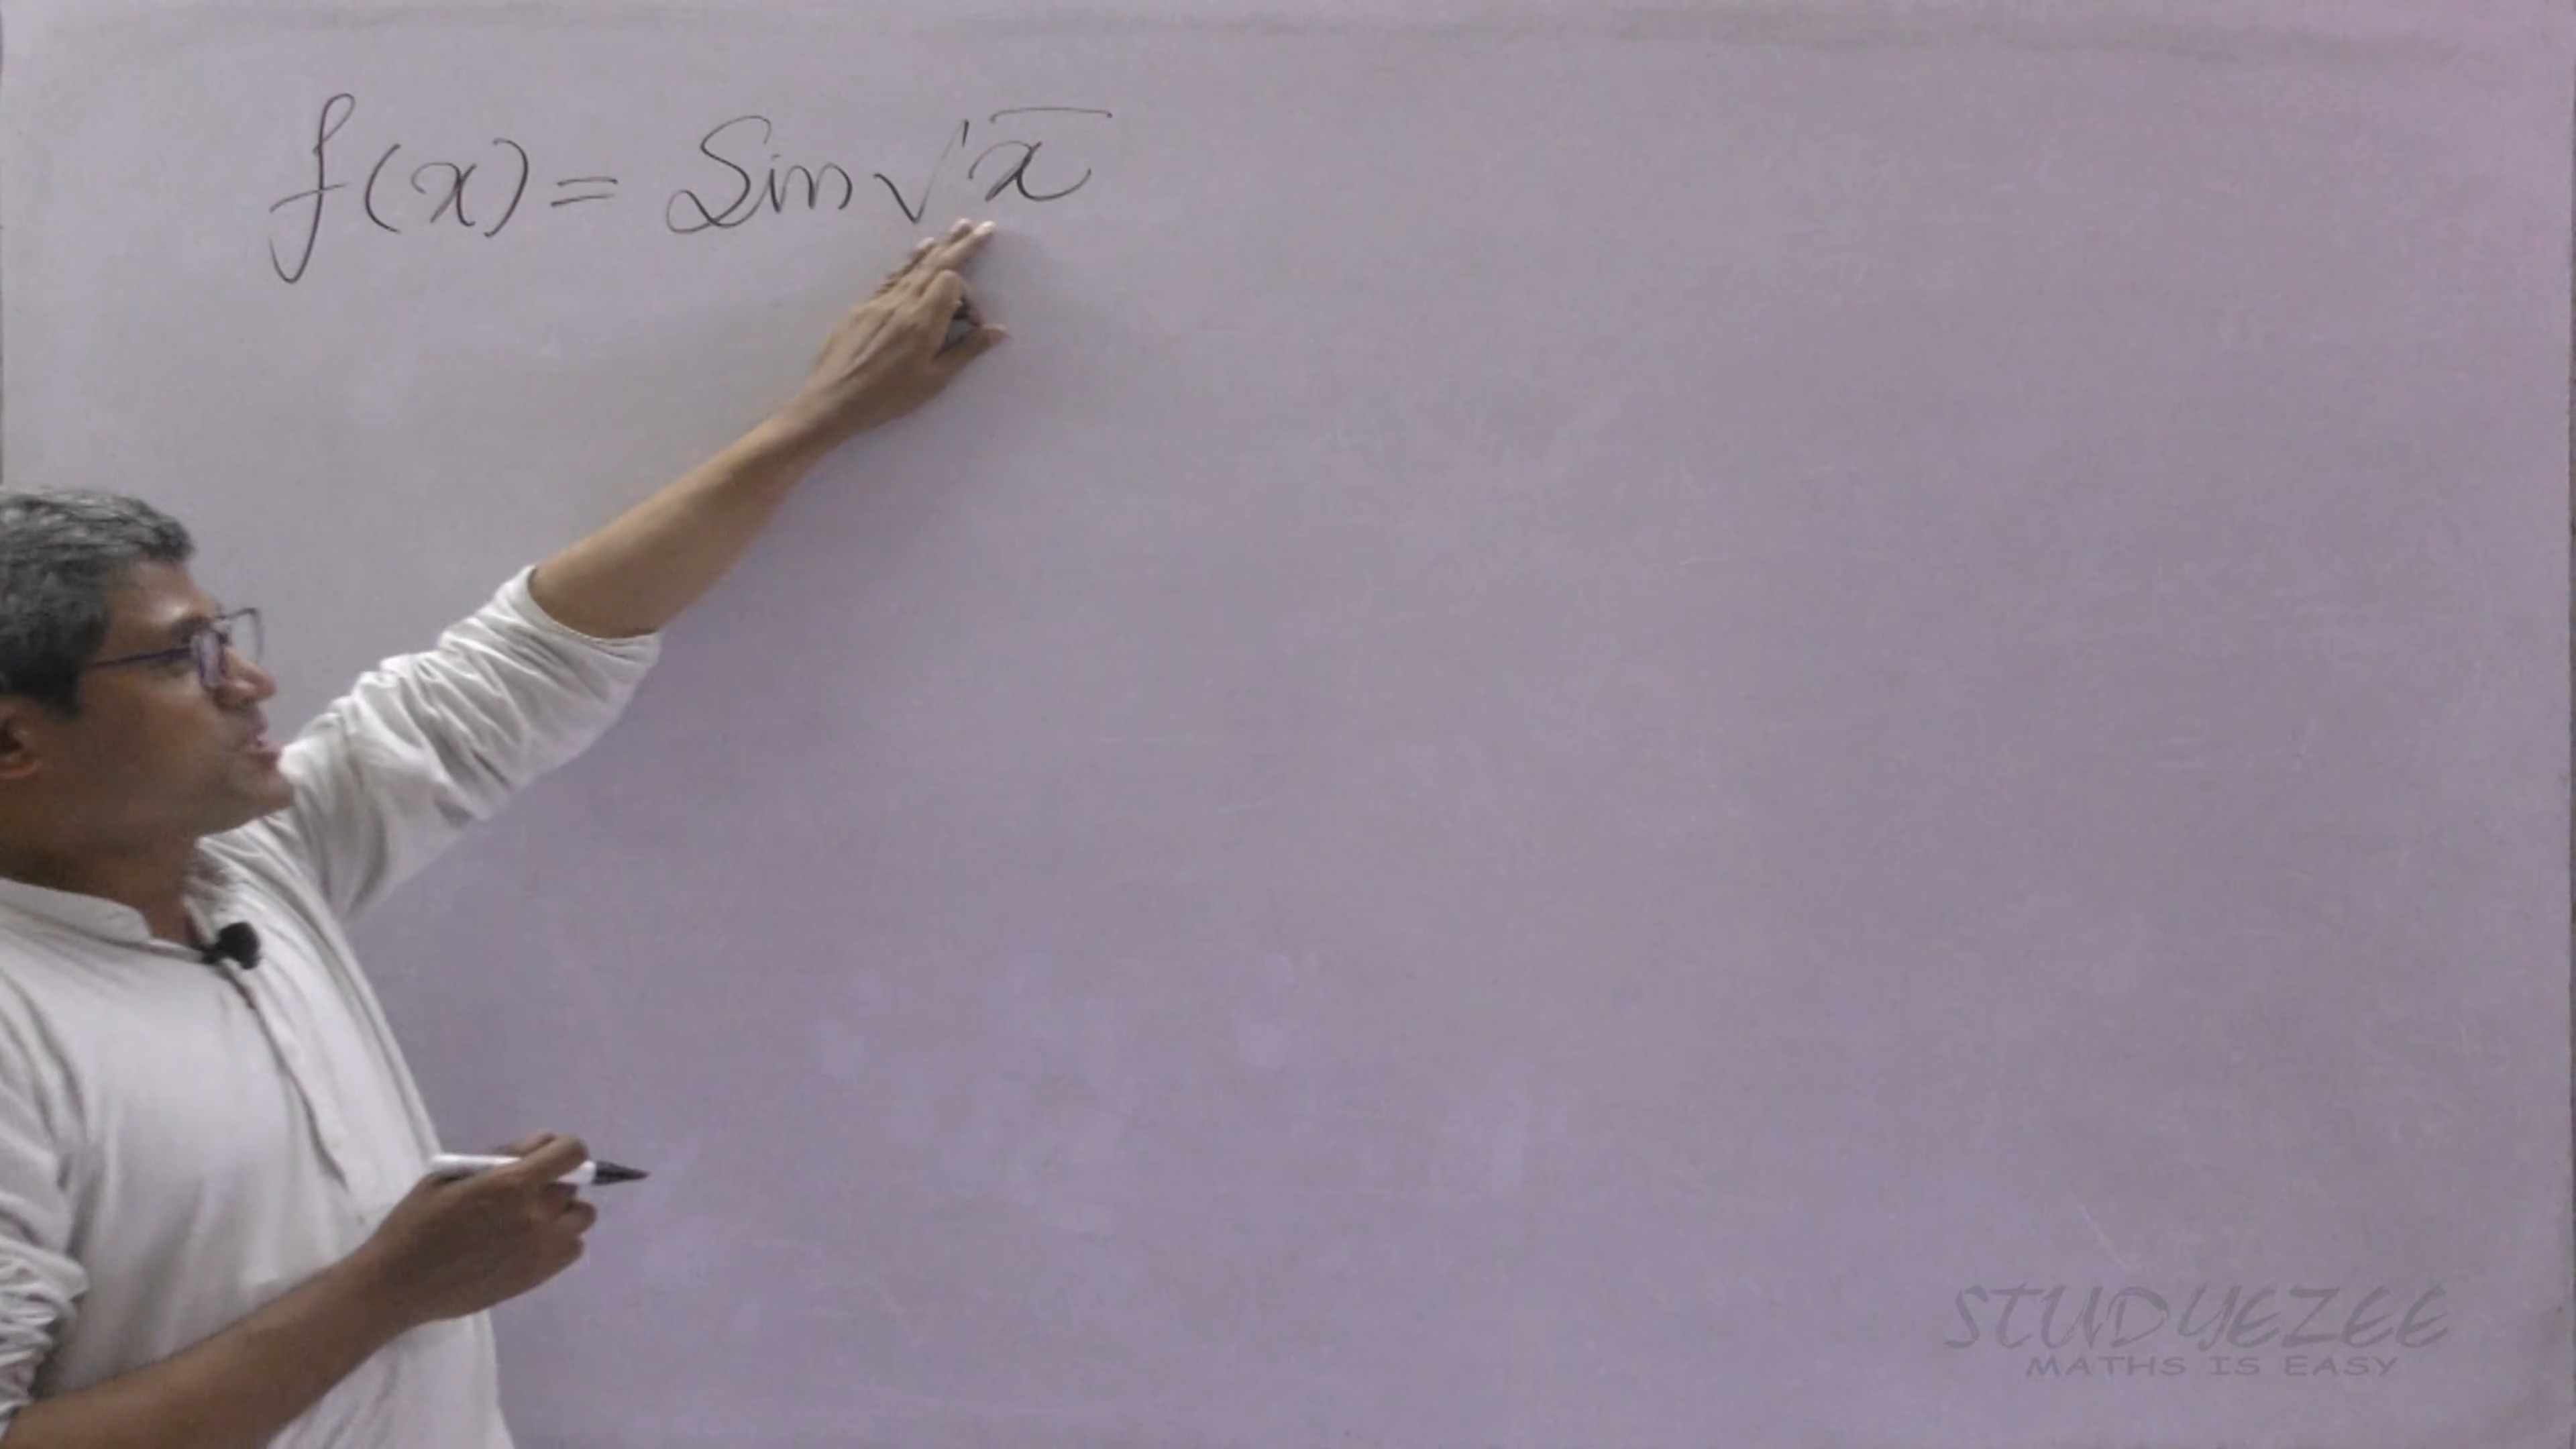 f(x) = Sin √x
STUDYEZEE
MATHS IS EASY